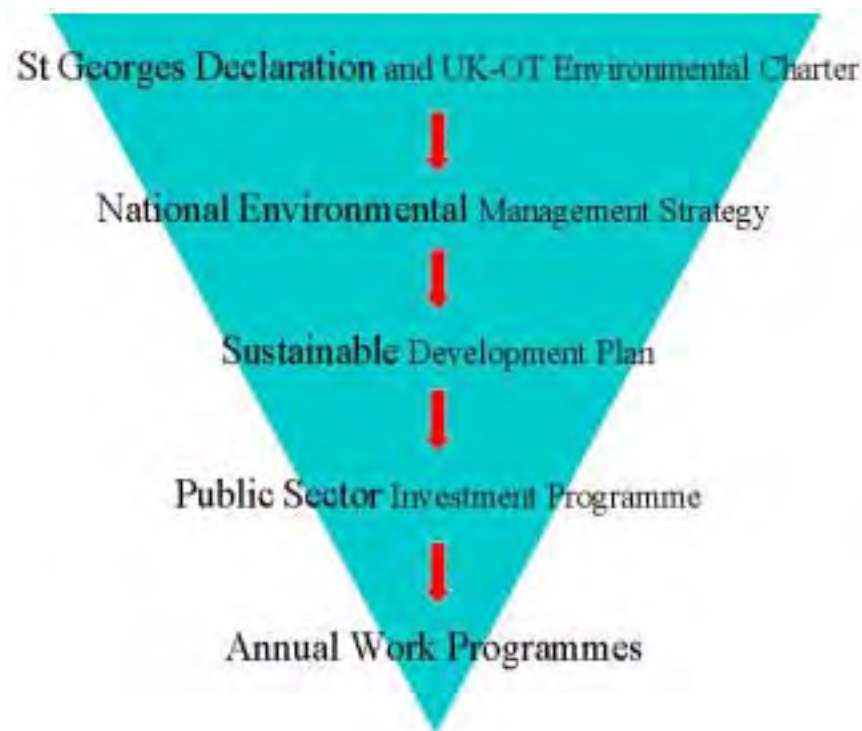 St Georges Declaration and UK-OT Environmental Charter
National Environmental Management Strategy
Sustainable Development Plan
Public Sector Investment Programme
Annual Work Programmes